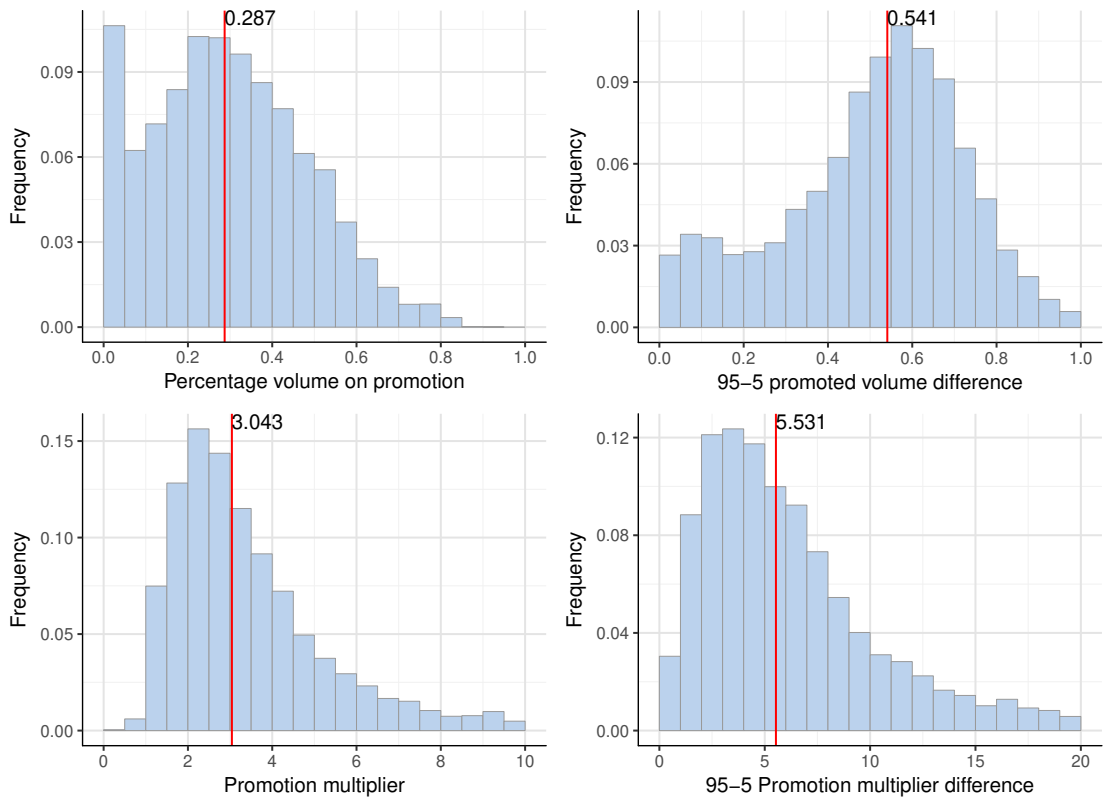 0.287
Frequency
0.09
0.06
0.03
0.00
0.0 0.2 0.4 0.6 0.8 1.0
Percentage volume on promotion
0.541
Frequency
0.09
0.06
0.03
0.00
0.0 0.2 0.4 0.6 0.8 1.0
95−5 promoted volume difference
3.043
Frequency
0.15
0.10
0.05
0.00
0 2 4 6 8 10
Promotion multiplier
5.531
Frequency
0.12
0.08
0.04
0.00
0 5 10 15 20
95−5 Promotion multiplier difference